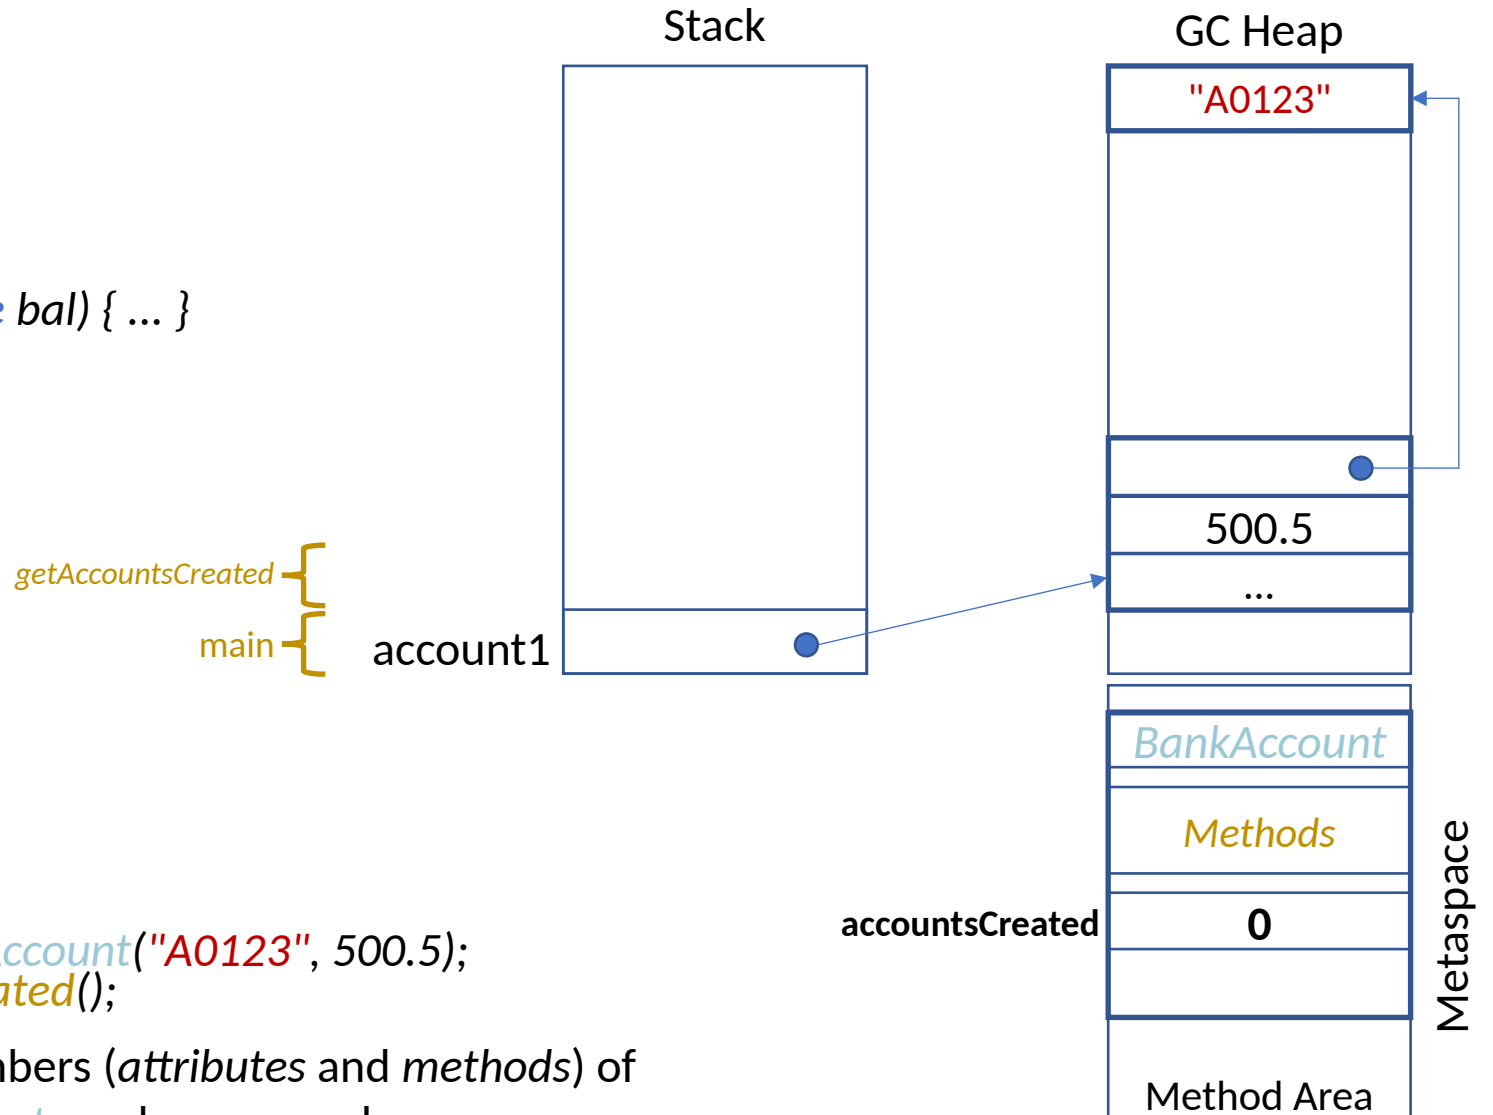 Stack
GC Heap
"A0123"
bal) { ... }
500.5
getAccountsCreated
...
main
account1
BankAccount
Methods
Metaspace
accountsCreated
0
ccount("A0123", 500.5);
ated();
nbers (attributes and methods) of
Method Area